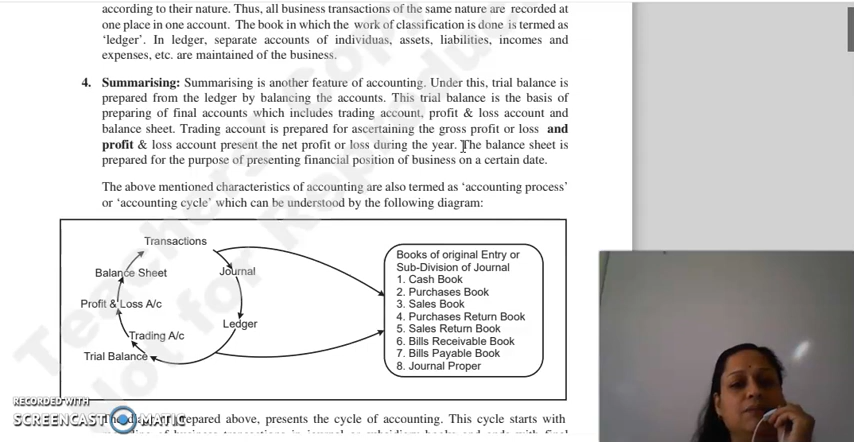 according to their nature. Thus, all business transactions of the same nature are recorded at
one place in one account. The book in which the work of classification is done is termed as
'ledger'. In ledger, separate accounts of individuas, assets, liabilities, incomes and
expenses, etc. are maintained of the business.
4. Summarising: Summarising is another feature of accounting. Under this, trial balance is
prepared from the ledger by balancing the accounts. This trial balance is the basis of
preparing of final accounts which includes trading account, profit & loss account and
balance sheet. Trading account is prepared for ascertaining the gross profit or loss and
profit & loss account present the net profit or loss during the year. The balance sheet is
prepared for the purpose of presenting financial position of business on a certain date.
The above mentioned characteristics of accounting are also termed as 'accounting process'
or 'accounting cycle' which can be understood by the following diagram:
Transactions
Journal
Ledger
Trial Balance
Trading A/c
Profit & Loss A/c
Balance Sheet
Books of original Entry or
Sub-Division of Journal
1. Cash Book
2. Purchases Book
3. Sales Book
4. Purchases Return Book
5. Sales Return Book
6. Bills Receivable Book
7. Bills Payable Book
8. Journal Proper
RECORDED WITH
SCREENCAST MATIC
prepared above, presents the cycle of accounting. This cycle starts with